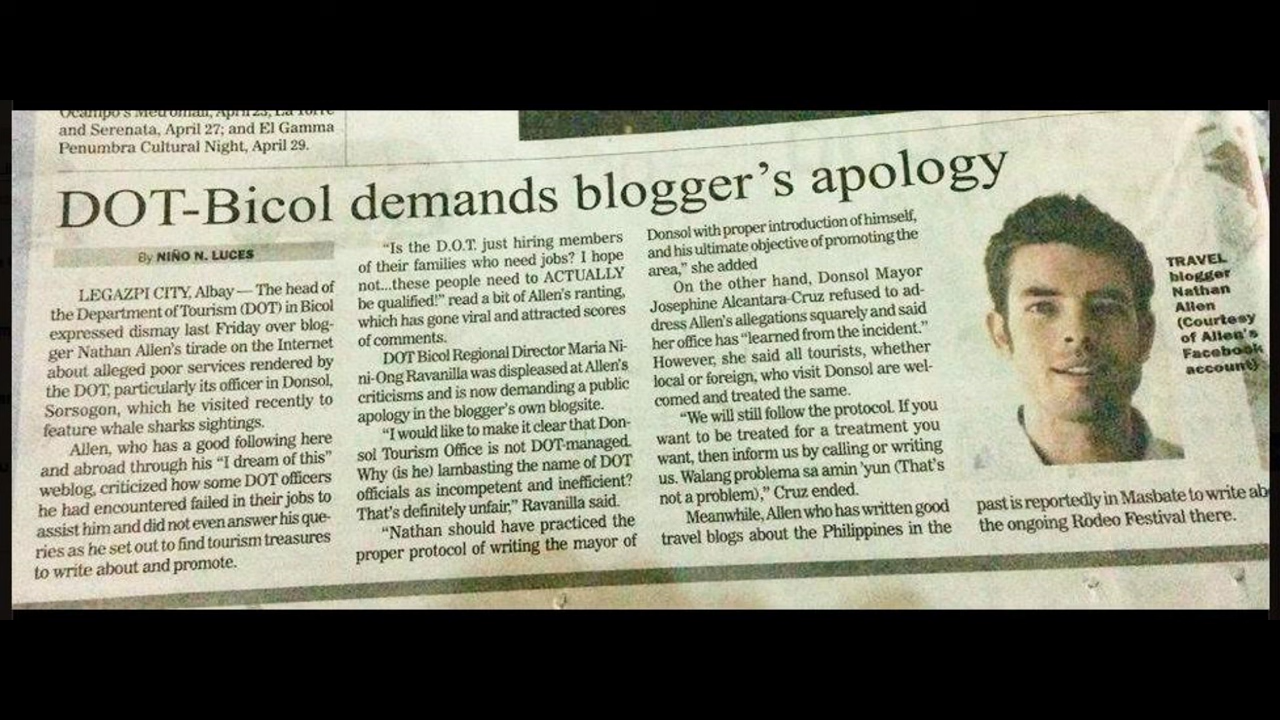 and Serenata, April 27; and El Gamma
Penumbra Cultural Night, April 29.
DOT-Bicol demands blogger's apology
By NIÑO N. LUCES
LEGAZPI CITY, Albay — The head of
the Department of Tourism (DOT) in Bicol
expressed dismay last Friday over blog-
ger Nathan Allen's tirade on the Internet
about alleged poor services rendered by
the DOT, particularly its officer in Donsol,
Sorsogon, which he visited recently to
feature whale sharks sightings.
Allen, who has a good following here
and abroad through his "I dream of this"
weblog, criticized how some DOT officers
he had encountered failed in their jobs to
assist him and did not even answer his que-
ries as he set out to find tourism treasures
to write about and promote.
"Is the D.O.T. just hiring members
of their families who need jobs? I hope
not...these people need to ACTUALLY
be qualified!" read a bit of Allen's ranting,
which has gone viral and attracted scores
of comments.
DOT Bicol Regional Director Maria Ni-
ni-Ong Ravanilla was displeased at Allen's
criticisms and is now demanding a public
apology in the blogger's own blogsite.
"I would like to make it clear that Don-
sol Tourism Office is not DOT-managed.
Why (is he) lambasting the name of DOT
officials as incompetent and inefficient?
That's definitely unfair," Ravanilla said.
"Nathan should have practiced the
proper protocol of writing the mayor of
Donsol with proper introduction of himself,
and his ultimate objective of promoting the
area," she added
On the other hand, Donsol Mayor
Josephine Alcantara-Cruz refused to ad-
dress Allen's allegations squarely and said
her office has "learned from the incident."
However, she said all tourists, whether
local or foreign, who visit Donsol are wel-
comed and treated the same.
"We will still follow the protocol. If you
want to be treated for a treatment you
want, then inform us by calling or writing
us. Walang problema sa amin 'yun (That's
not a problem)," Cruz ended.
Meanwhile, Allen who has written good
travel blogs about the Philippines in the
past is reportedly in Masbate to write ab
the ongoing Rodeo Festival there.
TRAVEL
blogger
Nathan
Allen
(Courtesy
of Allen's
Facebook
account)